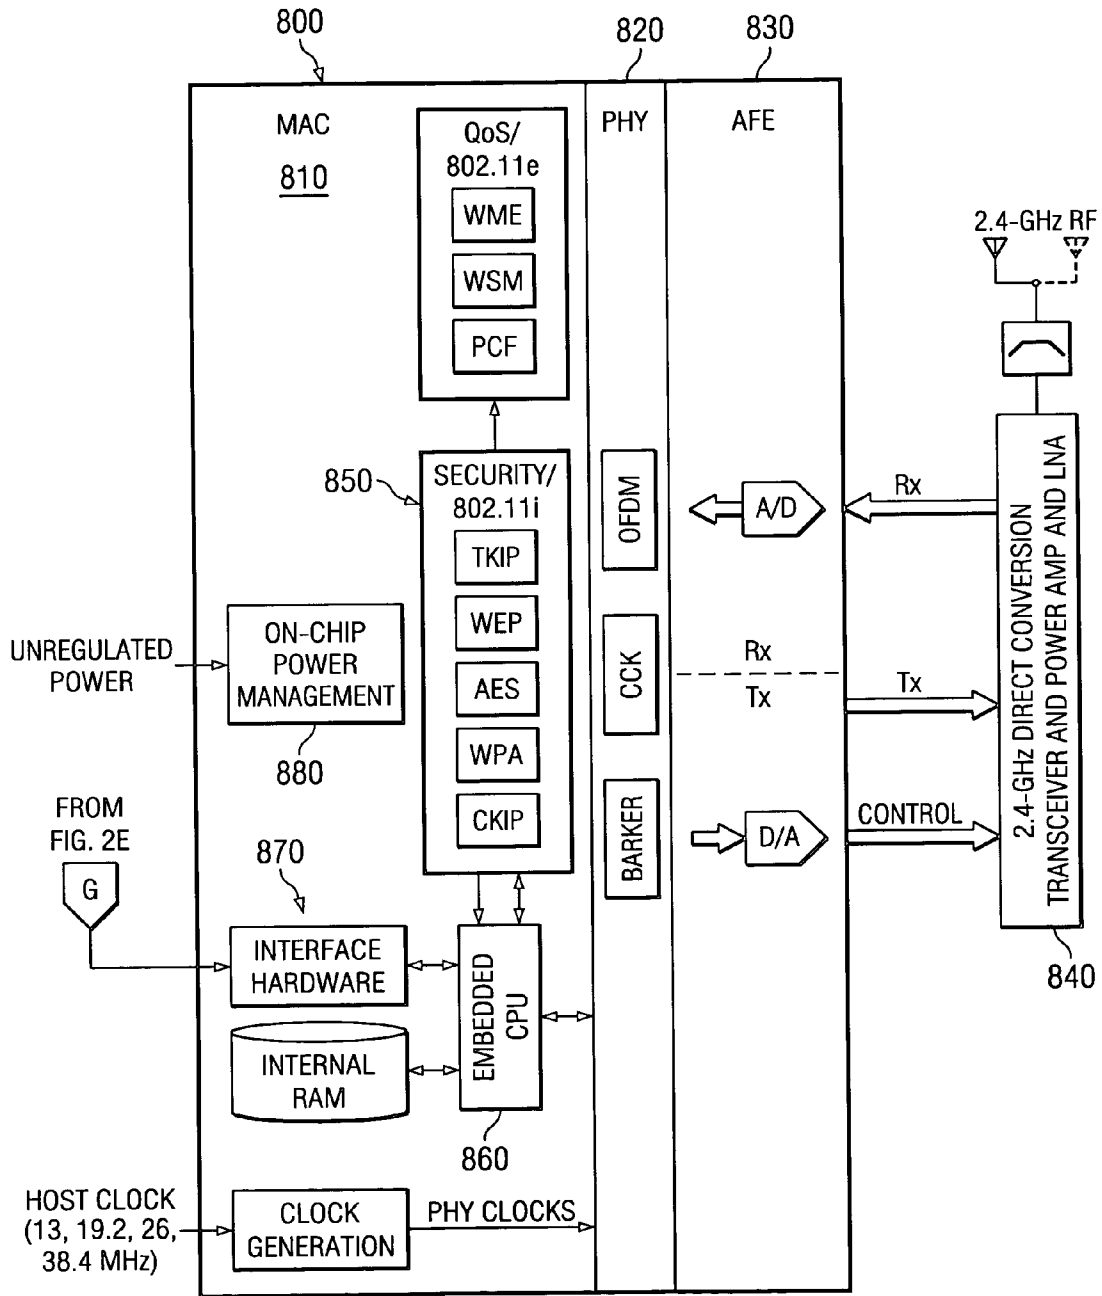 800
820
830
MAC
810
QoS/
802.11e
WME
WSM
PCF
PHY
AFE
2.4-GHz RF
850
SECURITY/
802.11i
TKIP
WEP
AES
WPA
CKIP
OFDM
CCK
BARKER
A/D
Rx
Rx
Tx
Tx
D/A
CONTROL
2.4-GHz DIRECT CONVERSION
TRANSCEIVER AND POWER AMP AND LNA
840
UNREGULATED
POWER
ON-CHIP
POWER
MANAGEMENT
880
FROM
FIG. 2E
G
870
INTERFACE
HARDWARE
INTERNAL
RAM
EMBEDDED
CPU
860
HOST CLOCK
(13, 19.2, 26,
38.4 MHz)
CLOCK
GENERATION
PHY CLOCKS